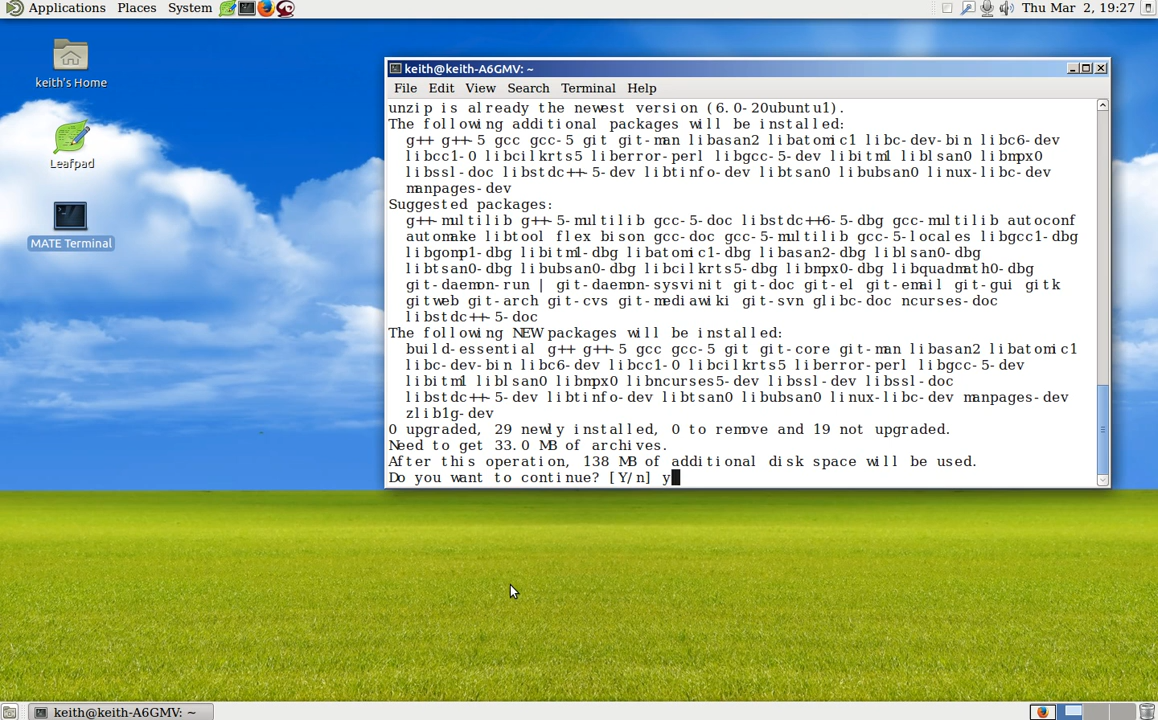 Applications Places System
Thu Mar 2, 19:27
keith's Home
Leafpad
MATE Terminal
keith@keith-A6GMV: ~
File Edit View Search Terminal Help
unzip is already the newest version (6.0-20ubuntu1).
The following additional packages will be installed:
g++ g++-5 gcc gcc-5 git git-man libasan2 libatomic1 libc-dev-bin libc6-dev
libcc1-0 libcilkrts5 liberror-perl libgcc-5-dev libitm1 liblsan0 libmpx0
libssl-doc libstdc++-5-dev libtinfo-dev libtsan0 libubsan0 linux-libc-dev
manpages-dev
Suggested packages:
g++-multilib g++-5-multilib gcc-5-doc libstdc++6-5-dbg gcc-multilib autoconf
automake libtool flex bison gcc-doc gcc-5-multilib gcc-5-locales libgcc1-dbg
libgomp1-dbg libitm1-dbg libatomic1-dbg libasan2-dbg liblsan0-dbg
libtsan0-dbg libubsan0-dbg libcilkrts5-dbg libmpx0-dbg libquadmath0-dbg
git-daemon-run | git-daemon-sysvinit git-doc git-el git-email git-gui gitk
gitweb git-arch git-cvs git-mediawiki git-svn glibc-doc ncurses-doc
libstdc++-5-doc
The following NEW packages will be installed:
build-essential g++ g++-5 gcc gcc-5 git git-core git-man libasan2 libatomic1
libc-dev-bin libc6-dev libcc1-0 libcilkrts5 liberror-perl libgcc-5-dev
libitm1 liblsan0 libmpx0 libncurses5-dev libssl-dev libssl-doc
libstdc++-5-dev libtinfo-dev libtsan0 libubsan0 linux-libc-dev manpages-dev
zlib1g-dev
0 upgraded, 29 newly installed, 0 to remove and 19 not upgraded.
Need to get 33.0 MB of archives.
After this operation, 138 MB of additional disk space will be used.
Do you want to continue? [Y/n] y
keith@keith-A6GMV: ~